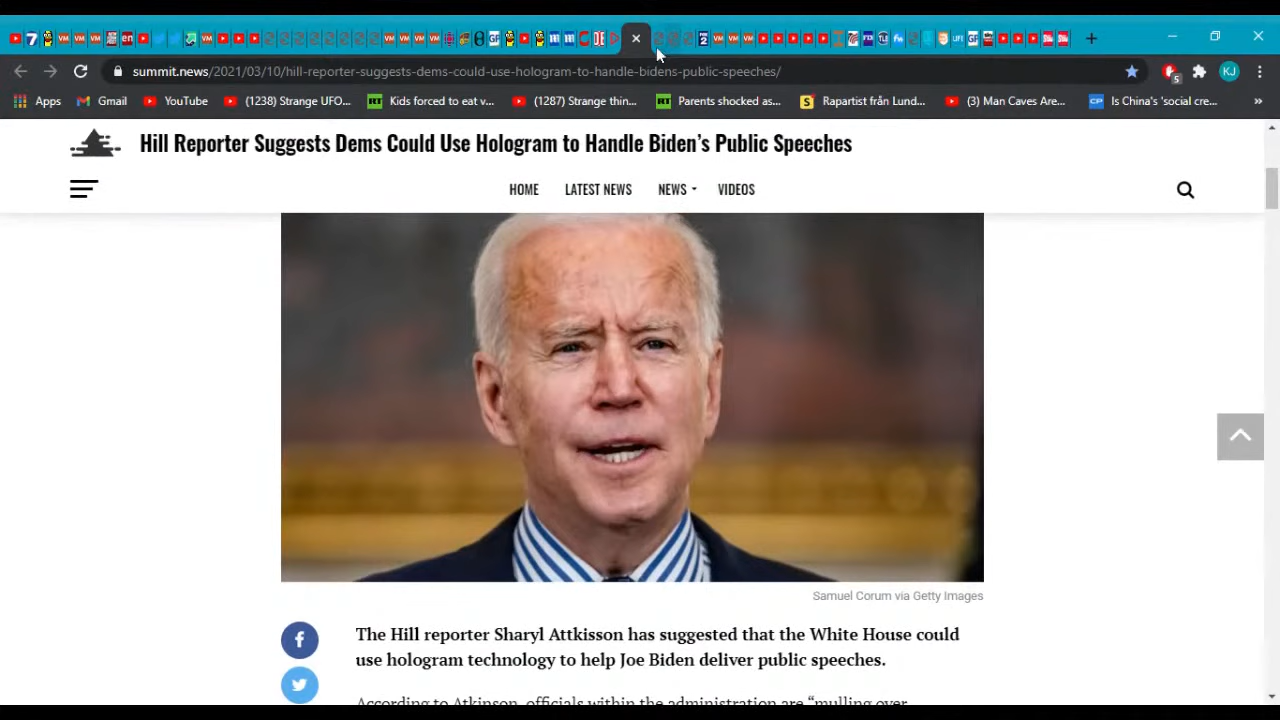 summit.news/2021/03/10/hill-reporter-suggests-dems-could-use-hologram-to-handle-bidens-public-speeches/
5
KJ
Apps Gmail YouTube (1238) Strange UFO... RT Kids forced to eat v... (1287) Strange thin... RT Parents shocked as... S Rapartist från Lund... (3) Man Caves Are... CP Is China's 'social cre... »
Hill Reporter Suggests Dems Could Use Hologram to Handle Biden's Public Speeches
HOME LATEST NEWS NEWS VIDEOS
Samuel Corum via Getty Images
The Hill reporter Sharyl Attkisson has suggested that the White House could
use hologram technology to help Joe Biden deliver public speeches.
According to Atkinson, officials within the administration are "mulling over